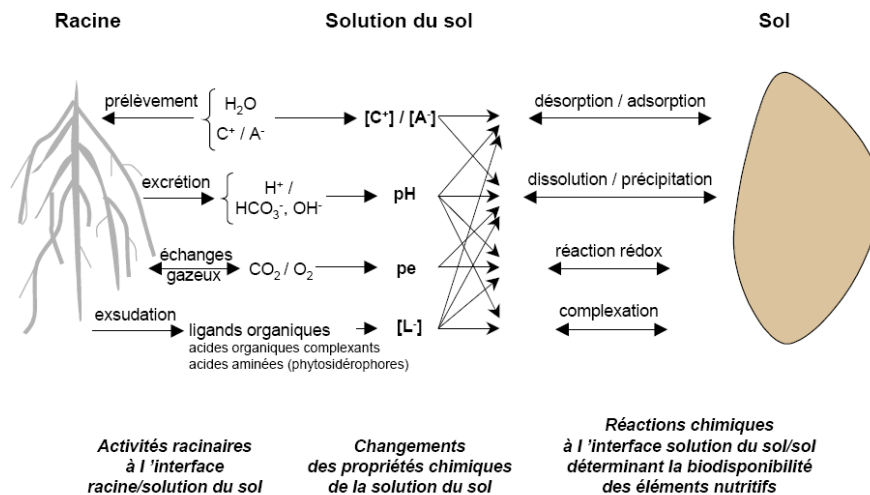 Racine
Solution du sol
Sol
prélèvement
H2O
C+ / A-
[C+] / [A-]
désorption / adsorption
excrétion
H+ /
HCO3-, OH-
pH
dissolution / précipitation
échanges
gazeux
CO2 / O2
pe
réaction rédox
exsudation
ligands organiques
acides organiques complexants
acides aminées (phytosidérophores)
[L-]
complexation
Activités racinaires
à l ’interface
racine/solution du sol
Changements
des propriétés chimiques
de la solution du sol
Réactions chimiques
à l ’interface solution du sol/sol
déterminant la biodisponibilité
des éléments nutritifs